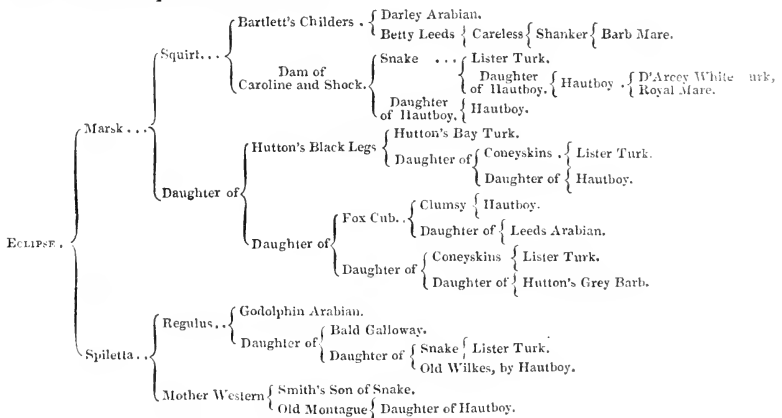 Bartlett's Childers . Darley Arabian.
Betty Leeds Careless Shanker Barb Mare.
Squirt...
Dam of Caroline and Shock.
Snake ... Lister Turk.
Daughter of Hautboy. Hautboy . D'Arcey White
Royal Mare.
Daughter of Hautboy. Hautboy.
Marsk ...
Hutton's Black Legs Hutton's Bay Turk.
Daughter of Coneyskins . Lister Turk.
Daughter of Hautboy.
Daughter of
Daughter of Fox Cub.. Clumsy Hautboy.
Daughter of Leeds Arabian.
Daughter of Coneyskins Lister Turk.
Daughter of Hutton's Grey Barb.
ECLIPSE .
Regulus.. Godolphin Arabian.
Daughter of Bald Galloway.
Daughter of Snake Lister Turk.
Old Wilkes, by Hautboy.
Spiletta..
Mother Western Smith's Son of Snake.
Old Montague Daughter of Hautboy.